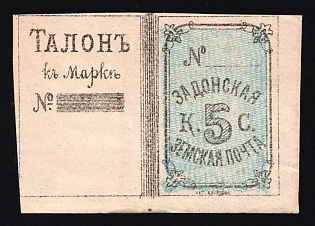 ТАЛОНЪ
къ Маркѣ
№
№
ЗАДОНСКАЯ
К. 5 С.
ЗЕМСКАЯ ПОЧТА